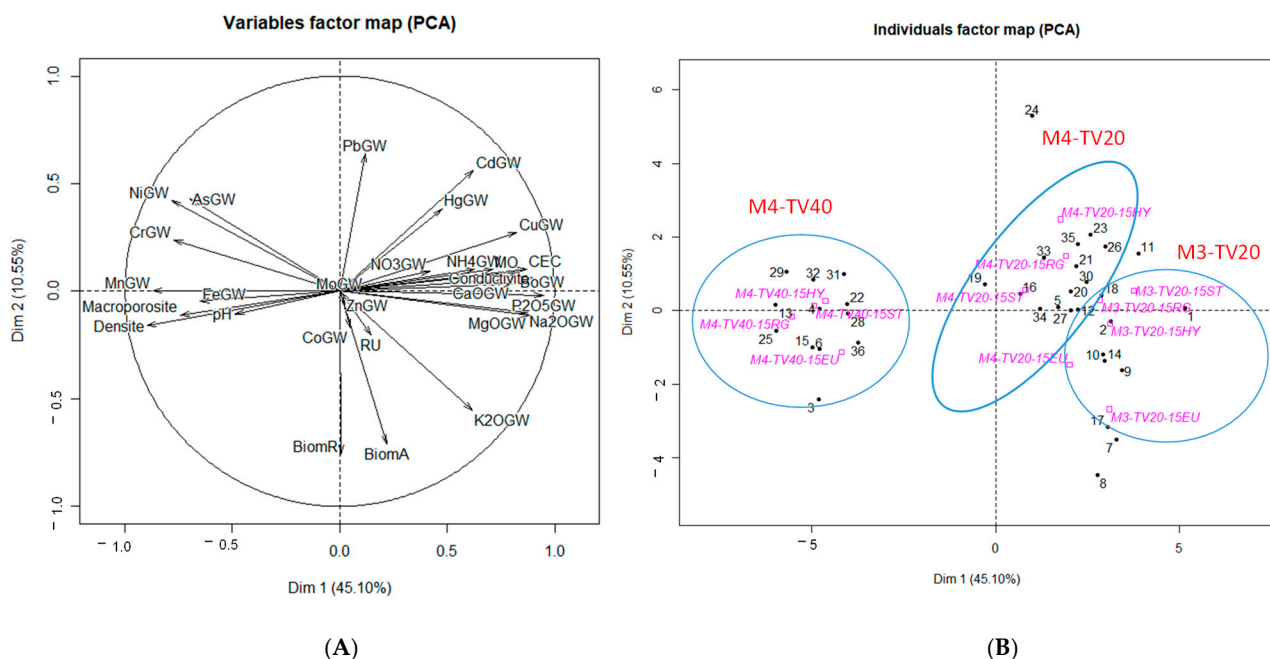 Variables factor map (PCA)
Dim 2 (10.55%)
1.0
0.5
0.0
− 0.5
− 1.0
− 1.0
− 0.5
0.0
0.5
1.0
Dim 1 (45.10%)
PbGW
CdGW
NiGW
AsGW
HgGW
CrGW
CuGW
NO3GW
NH4GW
MO
CEC
MnGW
MoGW
Conductivite
BoGW
FeGW
CaOGW
Macroporosite
pH
ZnGW
P2O5GW
Densite
MgOGW
Na2OGW
CoGW
RU
K2OGW
BiomR
BiomA
(A)
Individuals factor map (PCA)
6
4
2
0
− 2
− 4
−5
0
5
Dim 1 (45.10%)
Dim 2 (10.55%)
24
M4-TV20
M4-TV40
M3-TV20
M4-TV20-15HY
23
35
26
11
33
21
M4-TV20-15RG
29
32
31
19
30
M4-TV40-15HY
M4-TV20-15ST
16
20
18
M3-TV20-15ST
22
13
4
M4-TV40-15ST
5
M3-TV20-15RG
M4-TV40-15RG
28
34
27
12
1
25
2
M3-TV20-15HY
15
6
36
M4-TV40-15EU
10
14
M4-TV20-15EU
9
3
M3-TV20-15EU
17
7
8
(B)